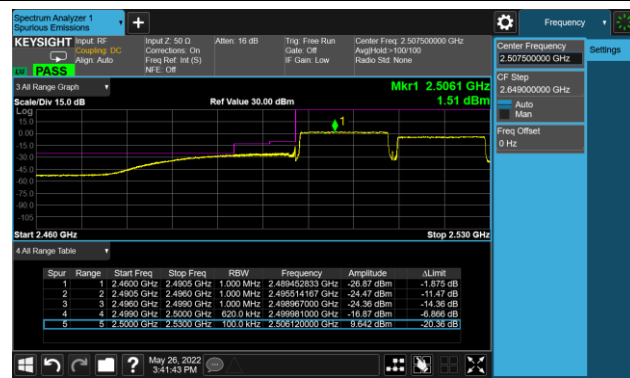 Spectrum Analyzer 1
Spurious Emissions
Frequency
KEYSIGHT
Input: RF
Coupling: DC
Align: Auto
Input Z: 50 Ω
Corrections: On
Freq Ref: Int (S)
NFE: Off
Atten: 16 dB
Trig: Free Run
Gate: Off
IF Gain: Low
Center Freq: 2.507500000 GHz
Avg|Hold:>100/100
Radio Std: None
PASS
Center Frequency
2.507500000 GHz
Settings
CF Step
2.649000000 GHz
Auto
Man
Freq Offset
0 Hz
3 All Range Graph
Mkr1 2.5061 GHz
Scale/Div 15.0 dB
Ref Value 30.00 dBm
1.51 dBm
Log
15.0
0.00
-15.0
-30.0
-45.0
-60.0
-75.0
-90.0
-105
1
Start 2.460 GHz
Stop 2.530 GHz
4 All Range Table
Spur Range Start Freq Stop Freq RBW Frequency Amplitude ΔLimit
1 1 2.4600 GHz 2.4905 GHz 1.000 MHz 2.489452833 GHz -26.87 dBm -1.875 dB
2 2 2.4905 GHz 2.4960 GHz 1.000 MHz 2.495514167 GHz -24.47 dBm -11.47 dB
3 3 2.4960 GHz 2.4990 GHz 1.000 MHz 2.498967000 GHz -24.36 dBm -14.36 dB
4 4 2.4990 GHz 2.5000 GHz 620.0 kHz 2.499981000 GHz -16.87 dBm -6.866 dB
5 5 2.5000 GHz 2.5300 GHz 100.0 kHz 2.506120000 GHz 9.642 dBm -20.36 dB
May 26, 2022
3:41:43 PM